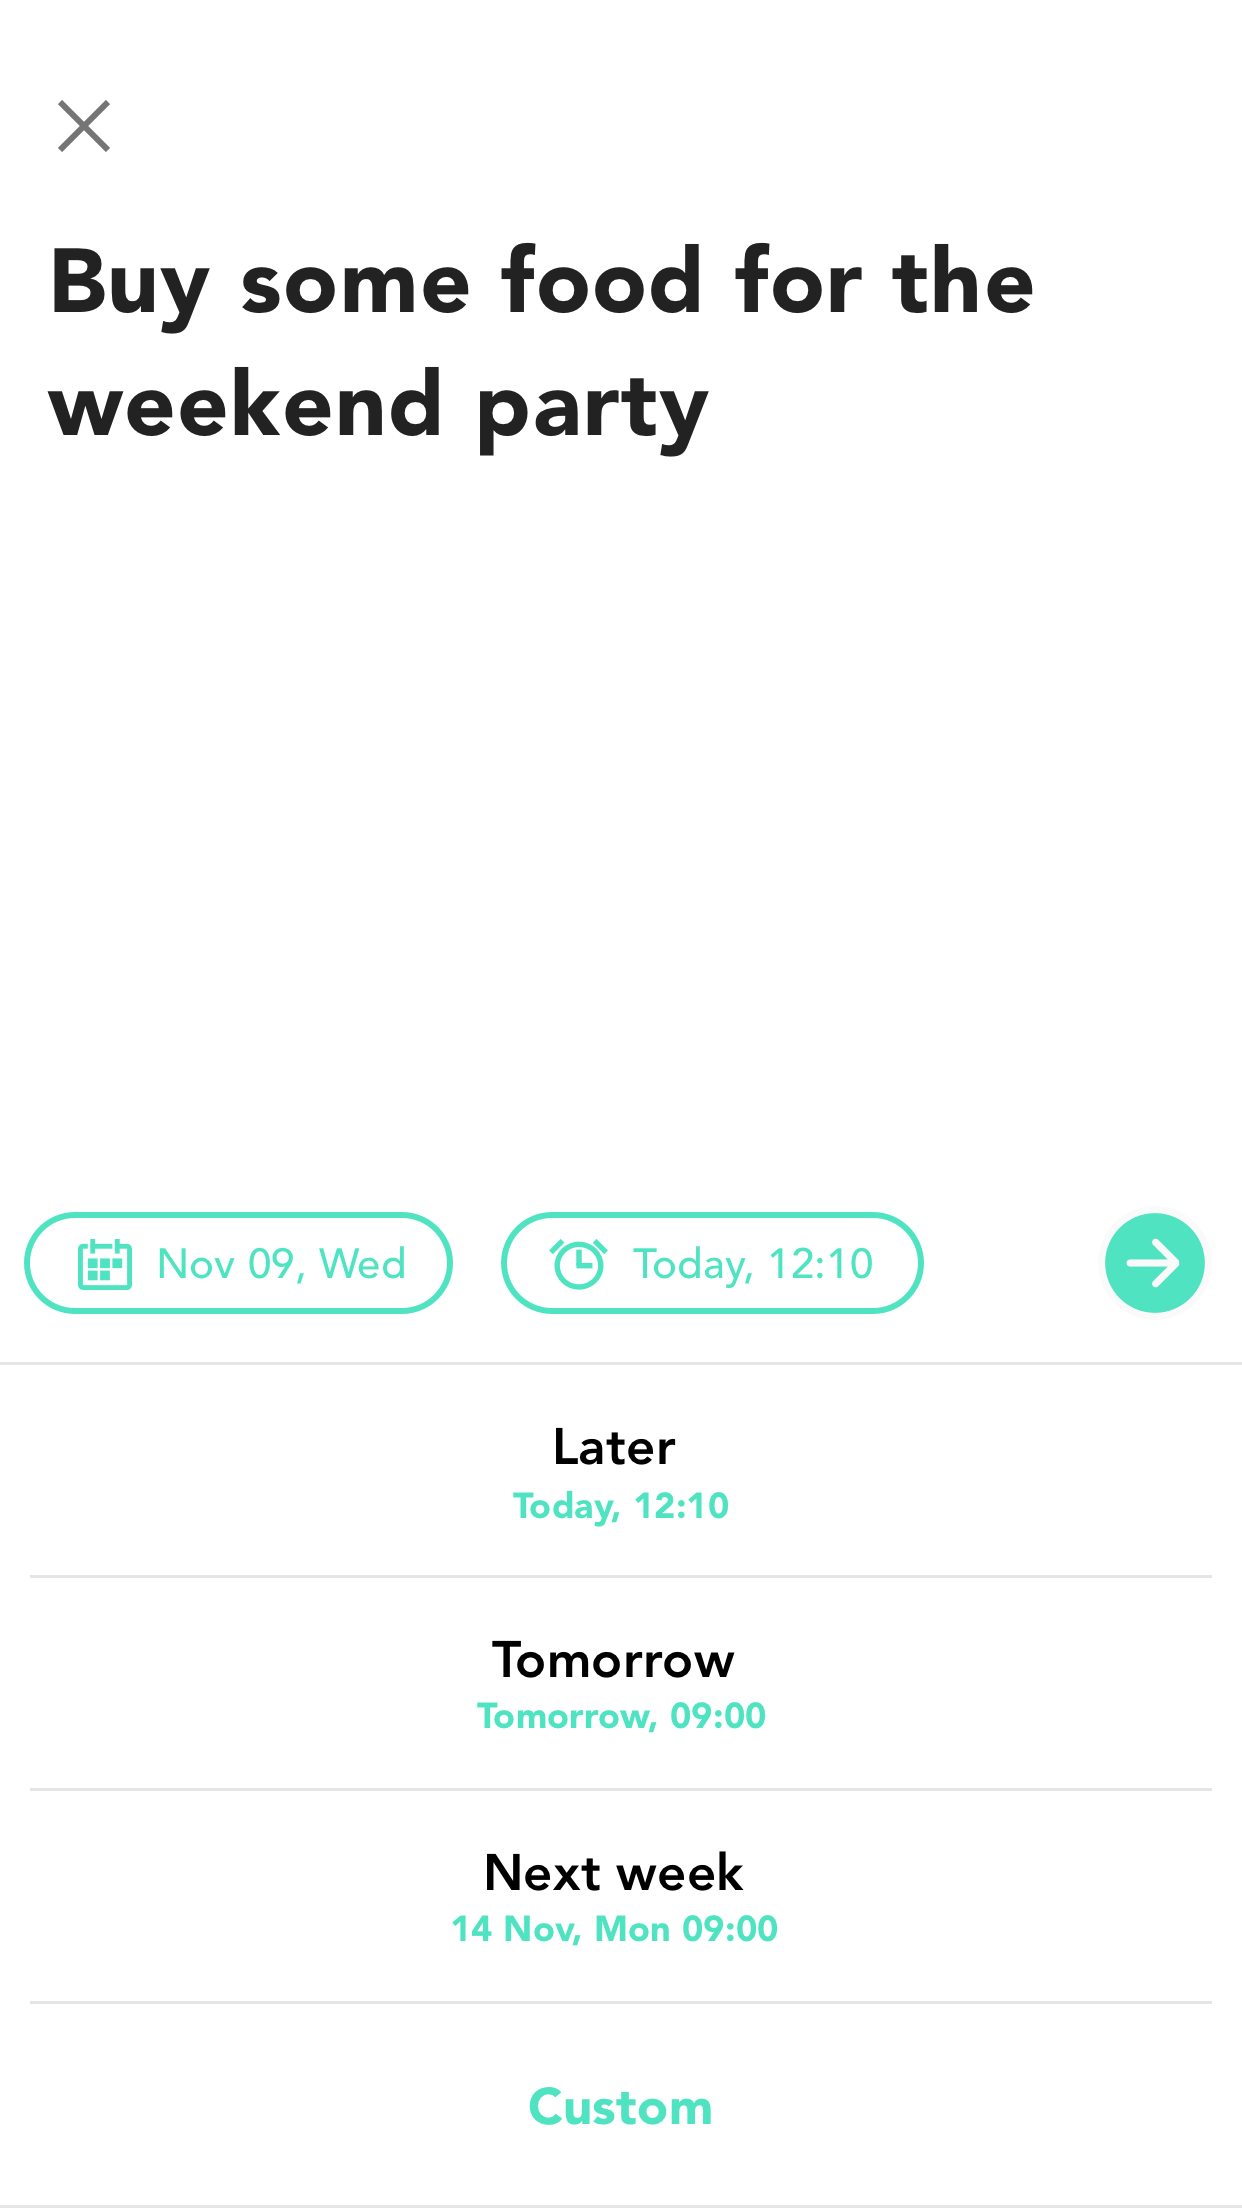 Buy some food for the
weekend party
Nov 09, Wed
Today, 12:10
Later
Today, 12:10
Tomorrow
Tomorrow, 09:00
Next week
14 Nov, Mon 09:00
Custom